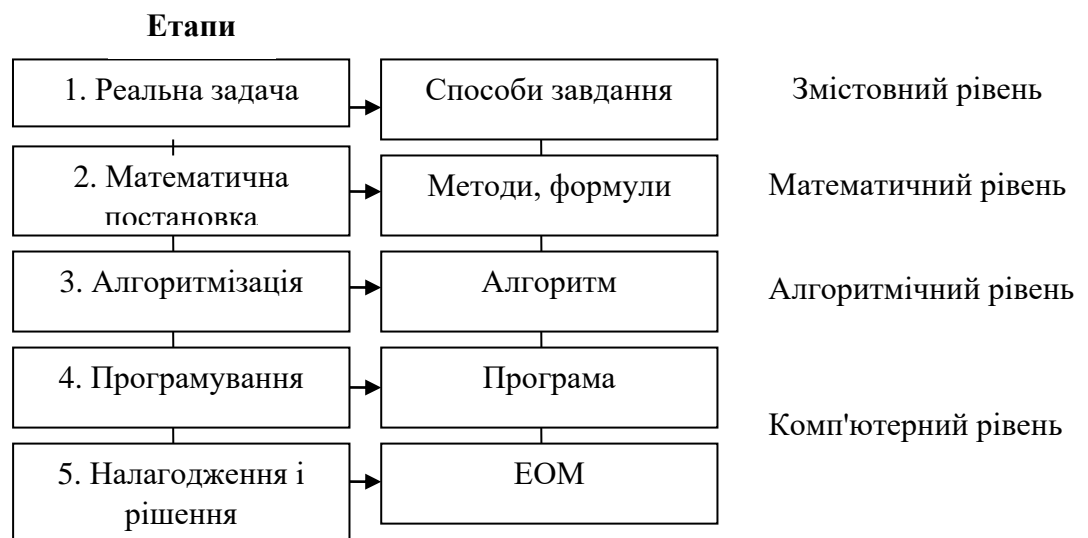 Етапи
1. Реальна задача
Способи завдання
Змістовний рівень
2. Математична
постановка
Методи, формули
Математичний рівень
3. Алгоритмізація
Алгоритм
Алгоритмічний рівень
4. Програмування
Програма
Комп'ютерний рівень
5. Налагодження і
рішення
ЕОМ